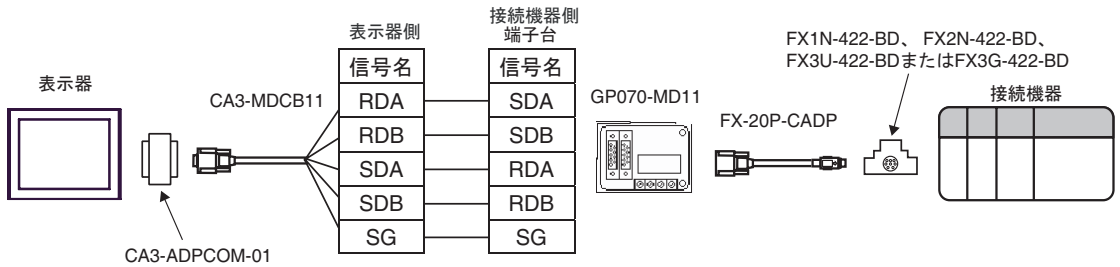 表示器
CA3-ADPCOM-01
CA3-MDCB11
表示器側
信号名
RDA
RDB
SDA
SDB
SG
接続機器側
端子台
信号名
SDA
SDB
RDA
RDB
SG
GP070-MD11
FX-20P-CADP
FX1N-422-BD、 FX2N-422-BD、
FX3U-422-BDまたはFX3G-422-BD
接続機器